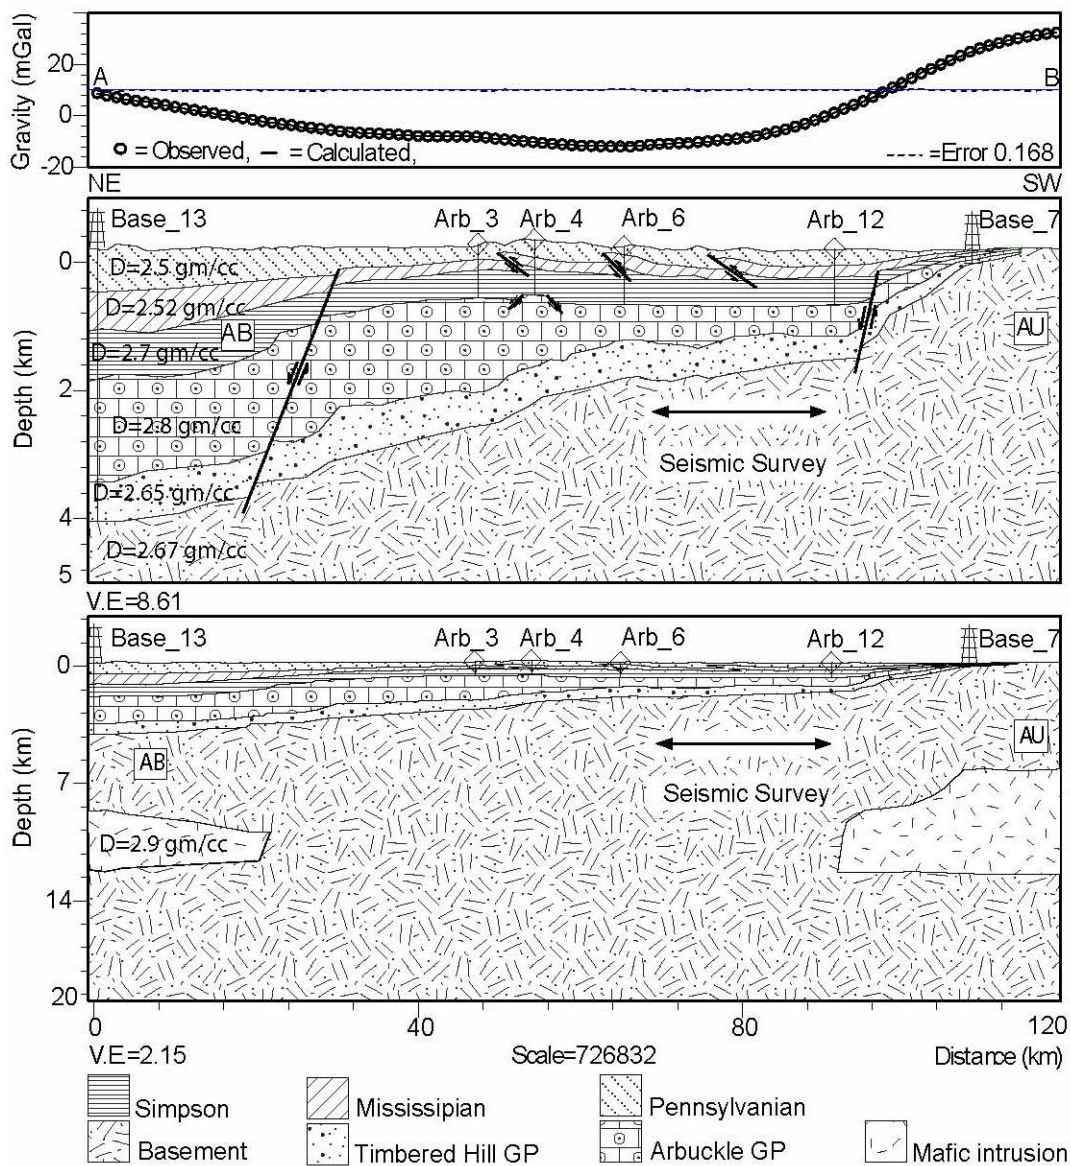 Gravity (mGal)
20
0
-20
A
B
= Observed, = Calculated,
=Error 0.168
NE
SW
Base_13
Arb_3
Arb_4
Arb_6
Arb_12
Base_7
Depth (km)
0
2
4
5
D=2.5 gm/cc
D=2.52 gm/cc
AB
AU
D=2.7 gm/cc
D=2.8 gm/cc
Seismic Survey
D=2.65 gm/cc
D=2.67 gm/cc
V.E=8.61
Base_13
Arb_3
Arb_4
Arb_6
Arb_12
Base_7
Depth (km)
0
7
14
20
AB
AU
Seismic Survey
D=2.9 gm/cc
0
40
80
120
V.E=2.15
Scale=726832
Distance (km)
Simpson
Mississipian
Pennsylvanian
Basement
Timbered Hill GP
Arbuckle GP
Mafic intrusion